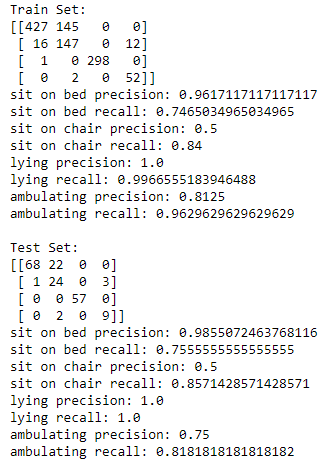 Train Set:
[[427 145   0   0]
 [ 16 147   0  12]
 [  1   0 298   0]
 [  0   2   0  52]]
sit on bed precision: 0.9617117117117117
sit on bed recall: 0.7465034965034965
sit on chair precision: 0.5
sit on chair recall: 0.84
lying precision: 1.0
lying recall: 0.9966555183946488
ambulating precision: 0.8125
ambulating recall: 0.9629629629629629
Test Set:
[[68 22  0  0]
 [ 1 24  0  3]
 [ 0  0 57  0]
 [ 0  2  0  9]]
sit on bed precision: 0.9855072463768116
sit on bed recall: 0.7555555555555555
sit on chair precision: 0.5
sit on chair recall: 0.8571428571428571
lying precision: 1.0
lying recall: 1.0
ambulating precision: 0.75
ambulating recall: 0.8181818181818182